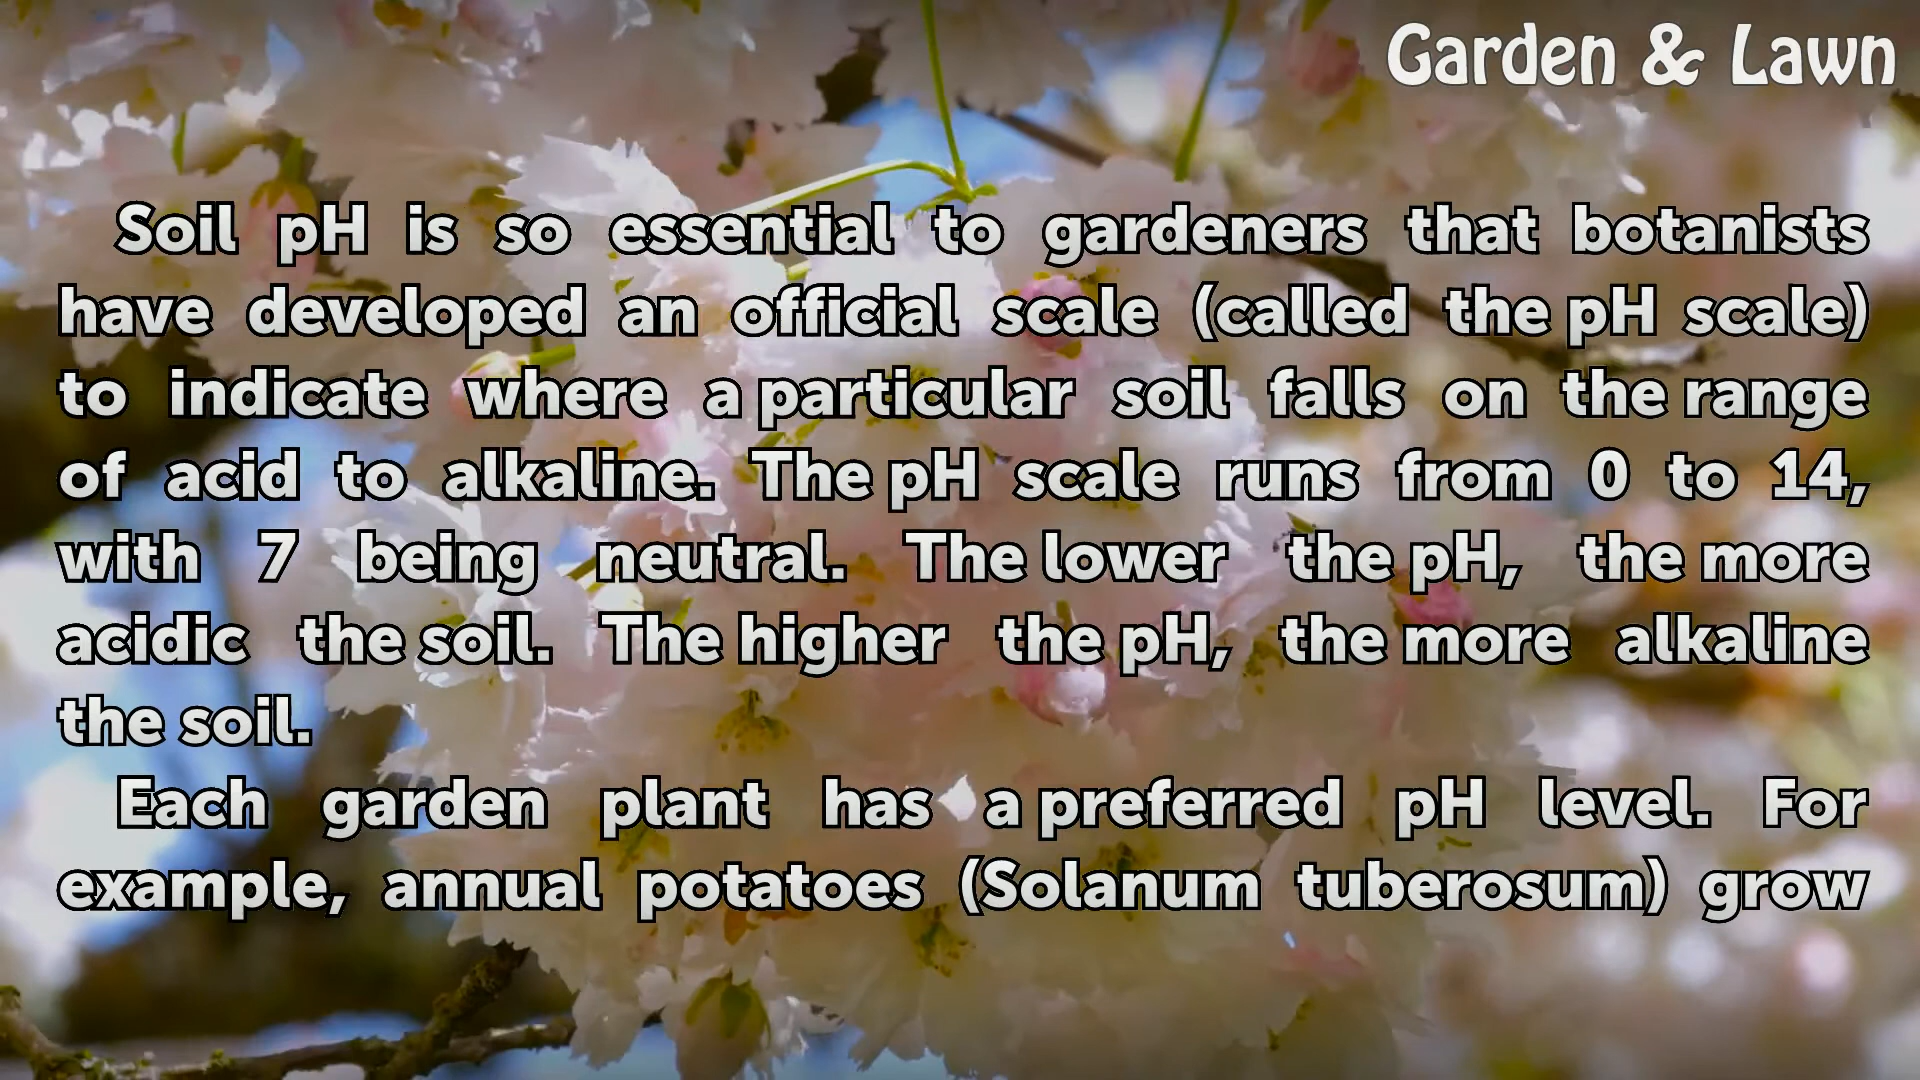 Garden & Lawn
Soil pH is so essential to gardeners that botanists
have developed an official scale (called the pH scale)
to indicate where a particular soil falls on the range
of acid to alkaline. The pH scale runs from 0 to 14,
with 7 being neutral. The lower the pH, the more
acidic the soil. The higher the pH, the more alkaline
the soil.
Each garden plant has a preferred pH level. For
example, annual potatoes (Solanum tuberosum) grow